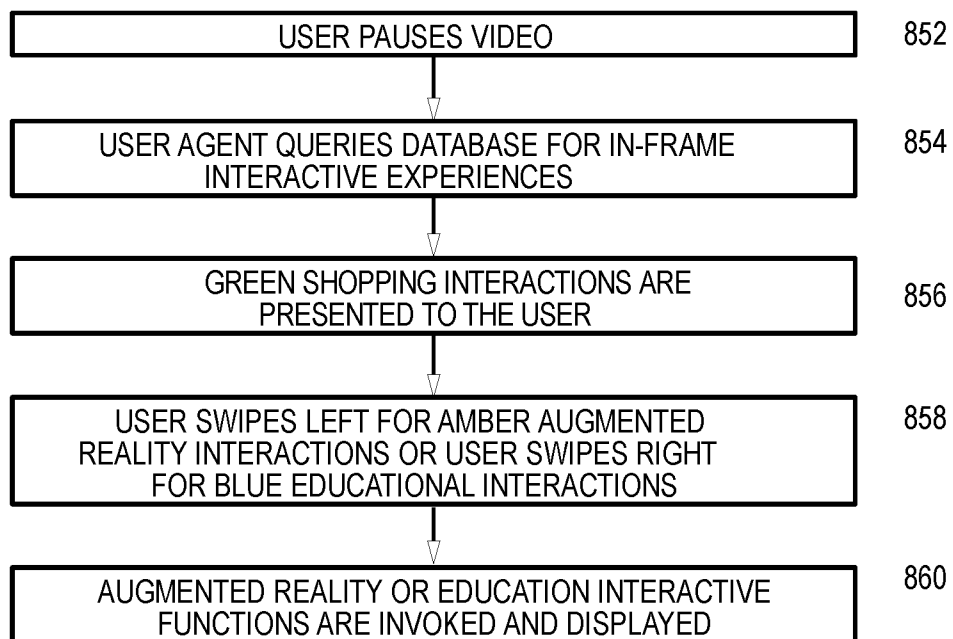 USER PAUSES VIDEO
852
USER AGENT QUERIES DATABASE FOR IN-FRAME
INTERACTIVE EXPERIENCES
854
GREEN SHOPPING INTERACTIONS ARE
PRESENTED TO THE USER
856
USER SWIPES LEFT FOR AMBER AUGMENTED
REALITY INTERACTIONS OR USER SWIPES RIGHT
FOR BLUE EDUCATIONAL INTERACTIONS
858
AUGMENTED REALITY OR EDUCATION INTERACTIVE
FUNCTIONS ARE INVOKED AND DISPLAYED
860